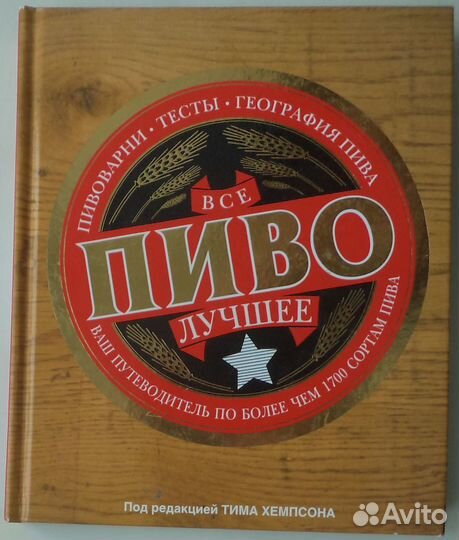 ПИВОВАРНИ · ТЕСТЫ · ГЕОГРАФИЯ ПИВА
ВСЕ
ПИВО
ЛУЧШЕЕ
ВАШ ПУТЕВОДИТЕЛЬ ПО БОЛЕЕ ЧЕМ 1700 СОРТАМ ПИВА
Под редакцией ТИМА ХЕМПСОНА
Avito